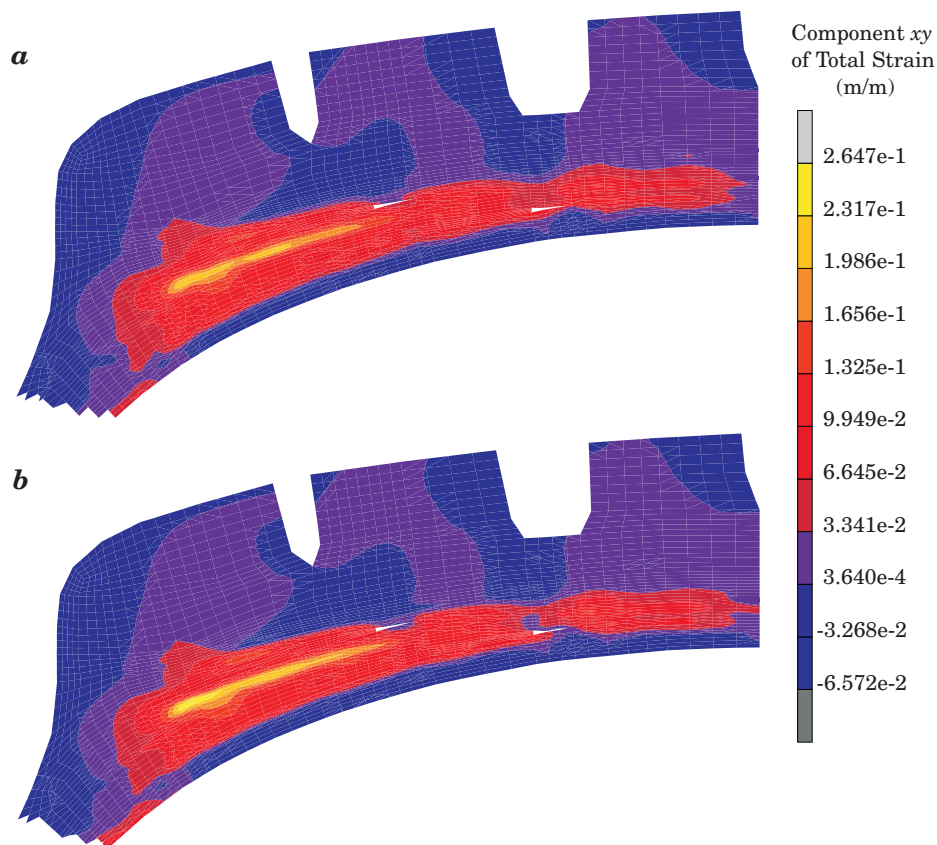 a
Component xy
of Total Strain
(m/m)
2.647e-1
2.317e-1
1.986e-1
1.656e-1
1.325e-1
9.949e-2
6.645e-2
3.341e-2
3.640e-4
-3.268e-2
-6.572e-2
b